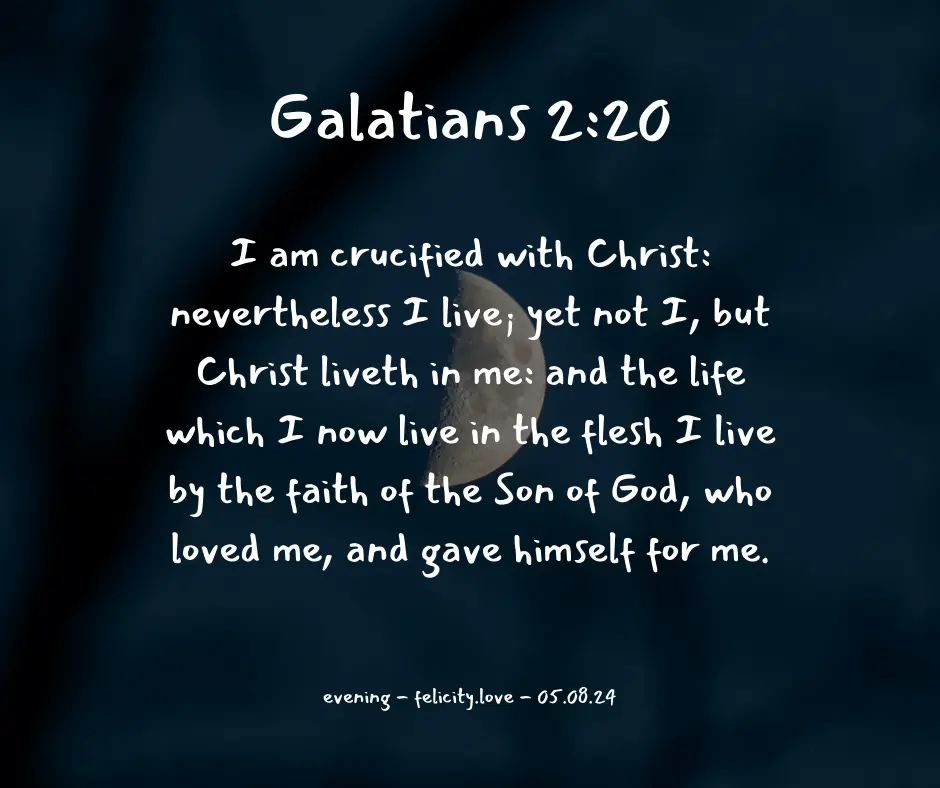 Galatians 2:20
I am crucified with Christ:
nevertheless I live; yet not I, but
Christ liveth in me: and the life
which I now live in the flesh I live
by the faith of the Son of God, who
loved me, and gave himself for me.
evening - felicity.love - 05.08.24